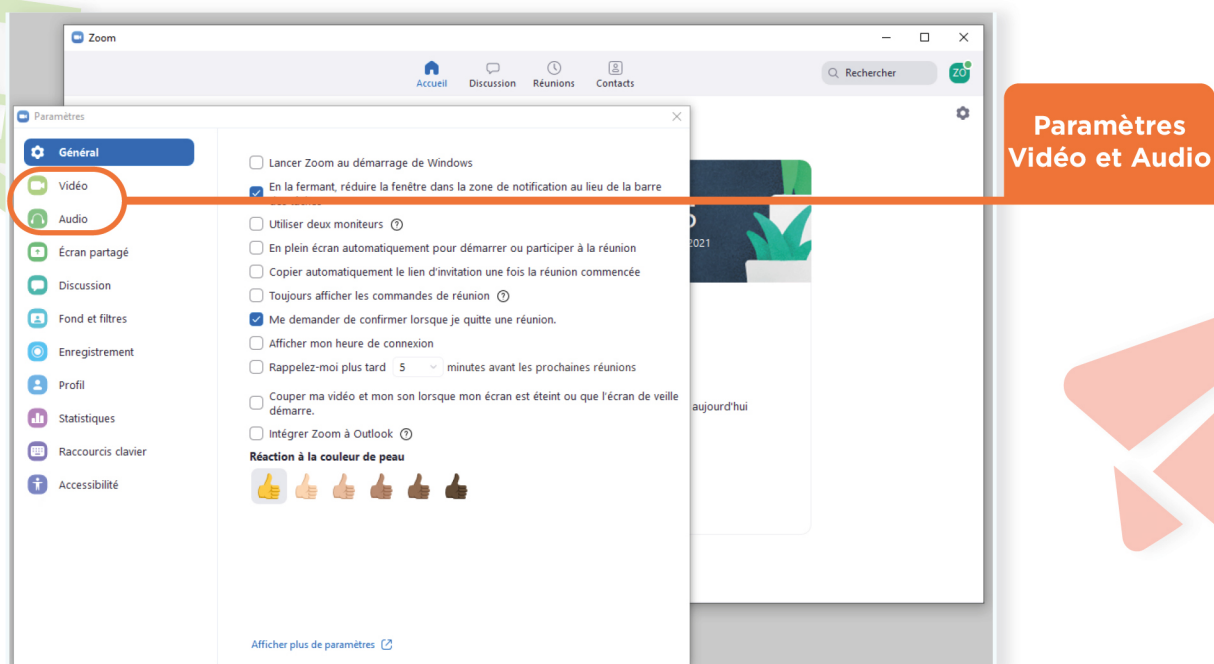 Zoom
Accueil
Discussion
Réunions
Contacts
Rechercher
ZO
Paramètres
Général
Vidéo
Audio
Écran partagé
Discussion
Fond et filtres
Enregistrement
Profil
Statistiques
Raccourcis clavier
Accessibilité
Lancer Zoom au démarrage de Windows
En la fermant, réduire la fenêtre dans la zone de notification au lieu de la barre
Utiliser deux moniteurs
En plein écran automatiquement pour démarrer ou participer à la réunion
Copier automatiquement le lien d'invitation une fois la réunion commencée
Toujours afficher les commandes de réunion
Me demander de confirmer lorsque je quitte une réunion.
Afficher mon heure de connexion
Rappelez-moi plus tard 5 minutes avant les prochaines réunions
Couper ma vidéo et mon son lorsque mon écran est éteint ou que l'écran de veille
démarre.
Intégrer Zoom à Outlook
Réaction à la couleur de peau
Afficher plus de paramètres
2021
aujourd'hui
Paramètres
Vidéo et Audio